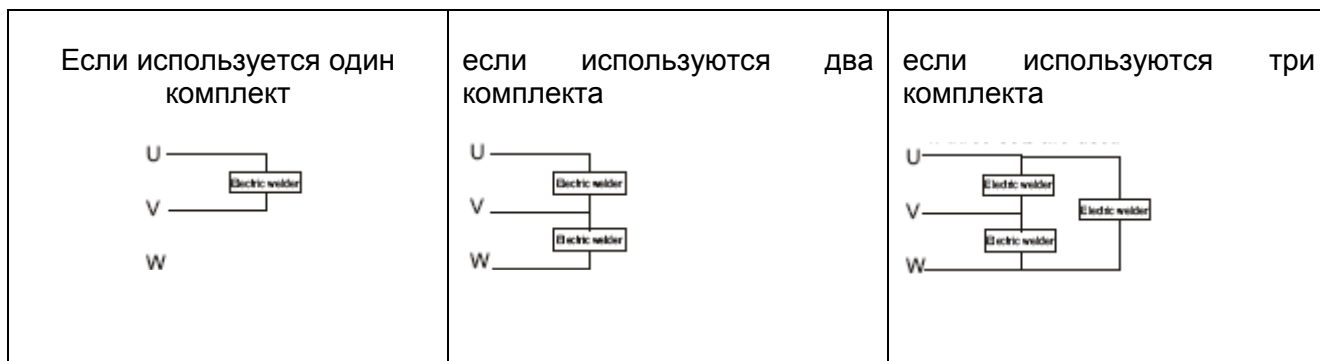 Если используется один
комплект
U
Electric welder
V
W
если используются два
комплекта
U
Electric welder
V
Electric welder
W
если используются три
комплекта
U
Electric welder
V
Electric welder
Electric welder
W